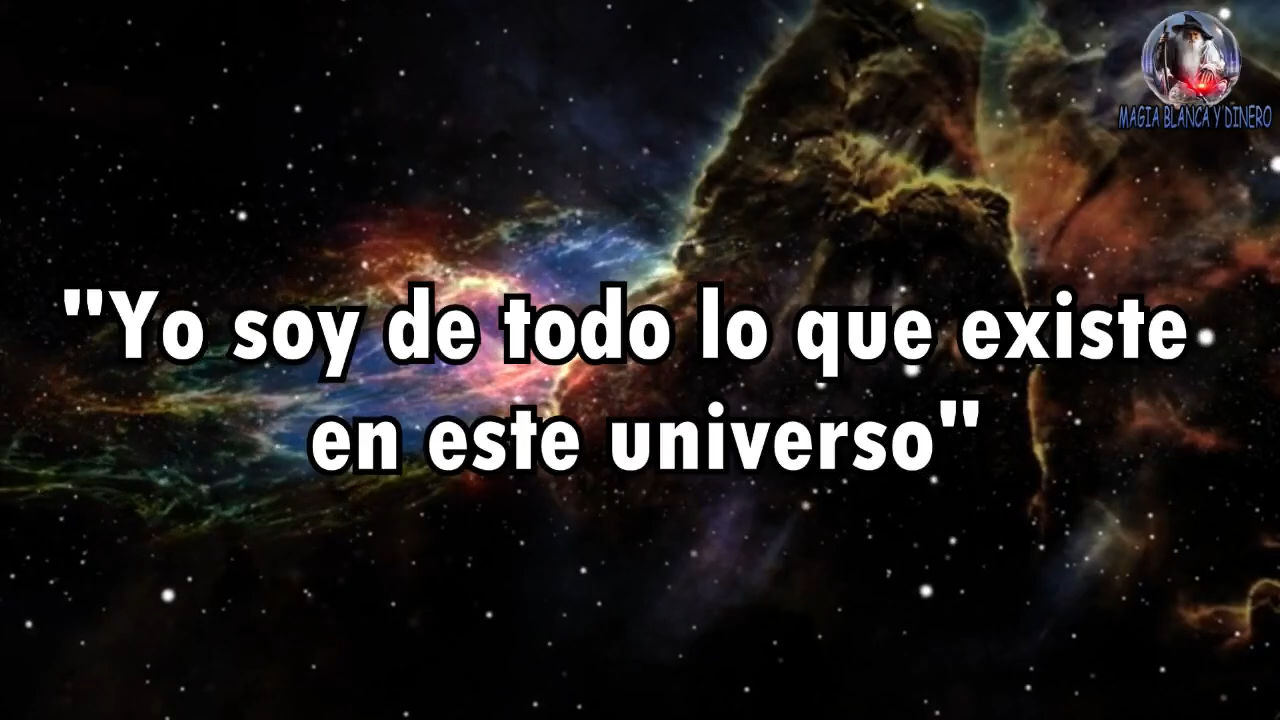 MAGIA BLANCA Y DINERO
"Yo soy de todo lo que existe
en este universo"